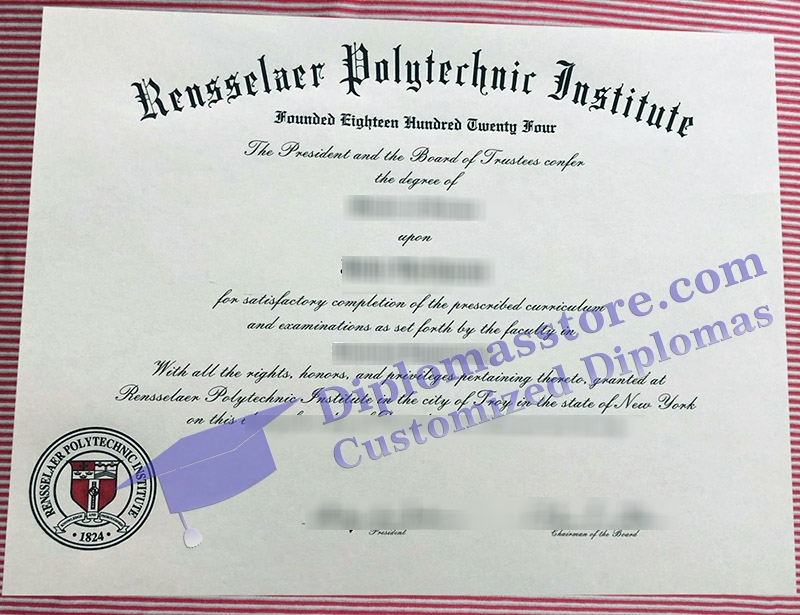 Rensselaer Polytechnic Institute
Founded Eighteen Hundred Twenty Four
The President and the Board of Trustees confer
the degree of
upon
for satisfactory completion of the prescribed curriculum
and examinations as set forth by the faculty in
With all the rights, honors, and privileges pertaining thereto, granted at
Rensselaer Polytechnic Institute in the city of Troy in the state of New York
on this
Diplomasstore.com
Customized Diplomas
RENSSELAER POLYTECHNIC INSTITUTE
• 1824 •
President
Chairman of the Board